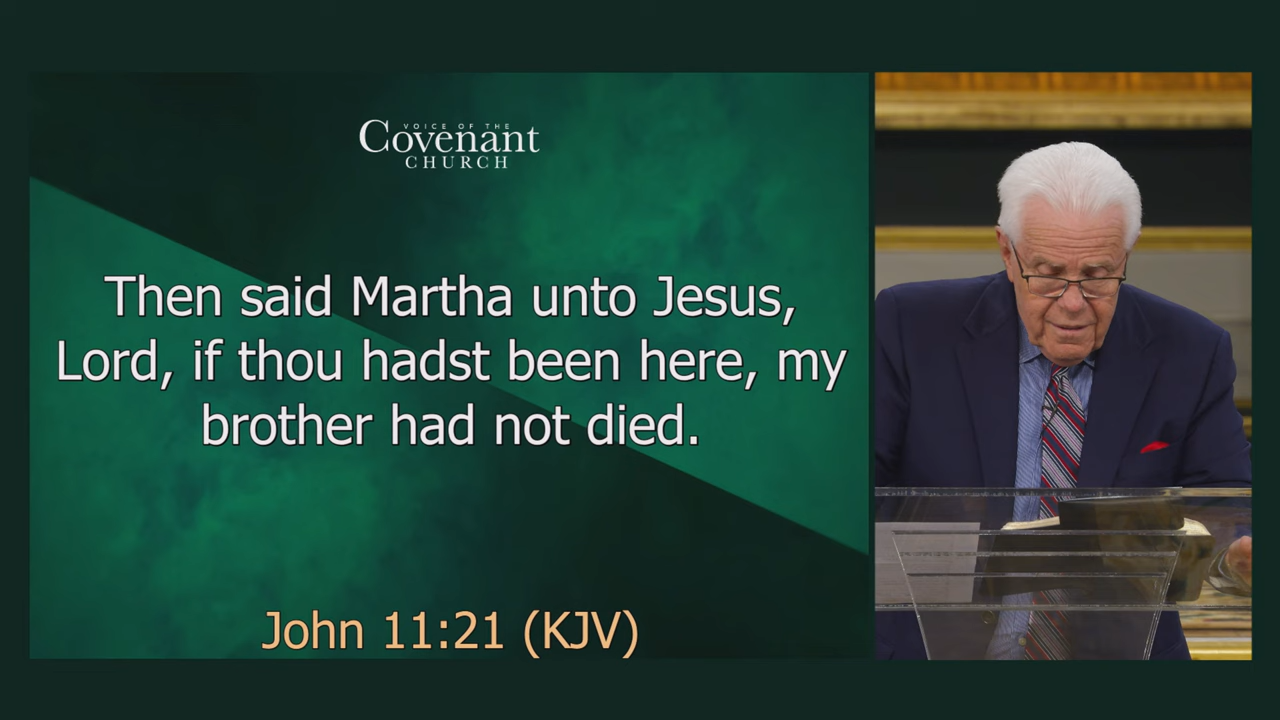 VOICE OF THE
Covenant
CHURCH
Then said Martha unto Jesus,
Lord, if thou hadst been here, my
brother had not died.
John 11:21 (KJV)